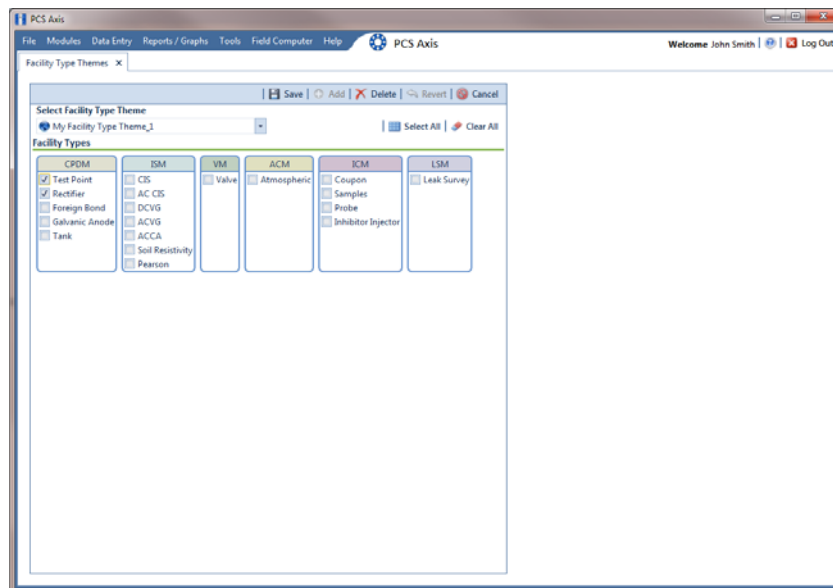 PCS Axis
File Modules Data Entry Reports / Graphs Tools Field Computer Help PCS Axis Welcome John Smith | | Log Out
Facility Type Themes X
| Save | Add | Delete | Revert | Cancel
Select Facility Type Theme
My Facility Type Theme_1 | Select All | Clear All
Facility Types
CPDM ISM VM ACM ICM LSM
Test Point CIS Valve Atmospheric Coupon Leak Survey
Rectifier AC CIS Samples
Foreign Bond DCVG Probe
Galvanic Anode ACVG Inhibitor Injector
Tank ACCA
Soil Resistivity
Pearson